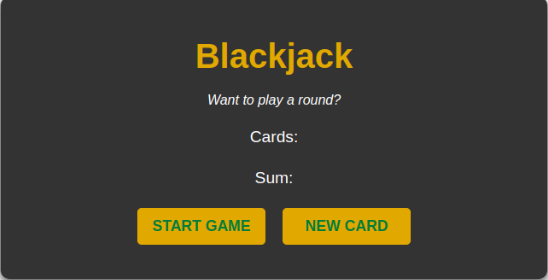 Blackjack
Want to play a round?
Cards:
Sum:
START GAME NEW CARD